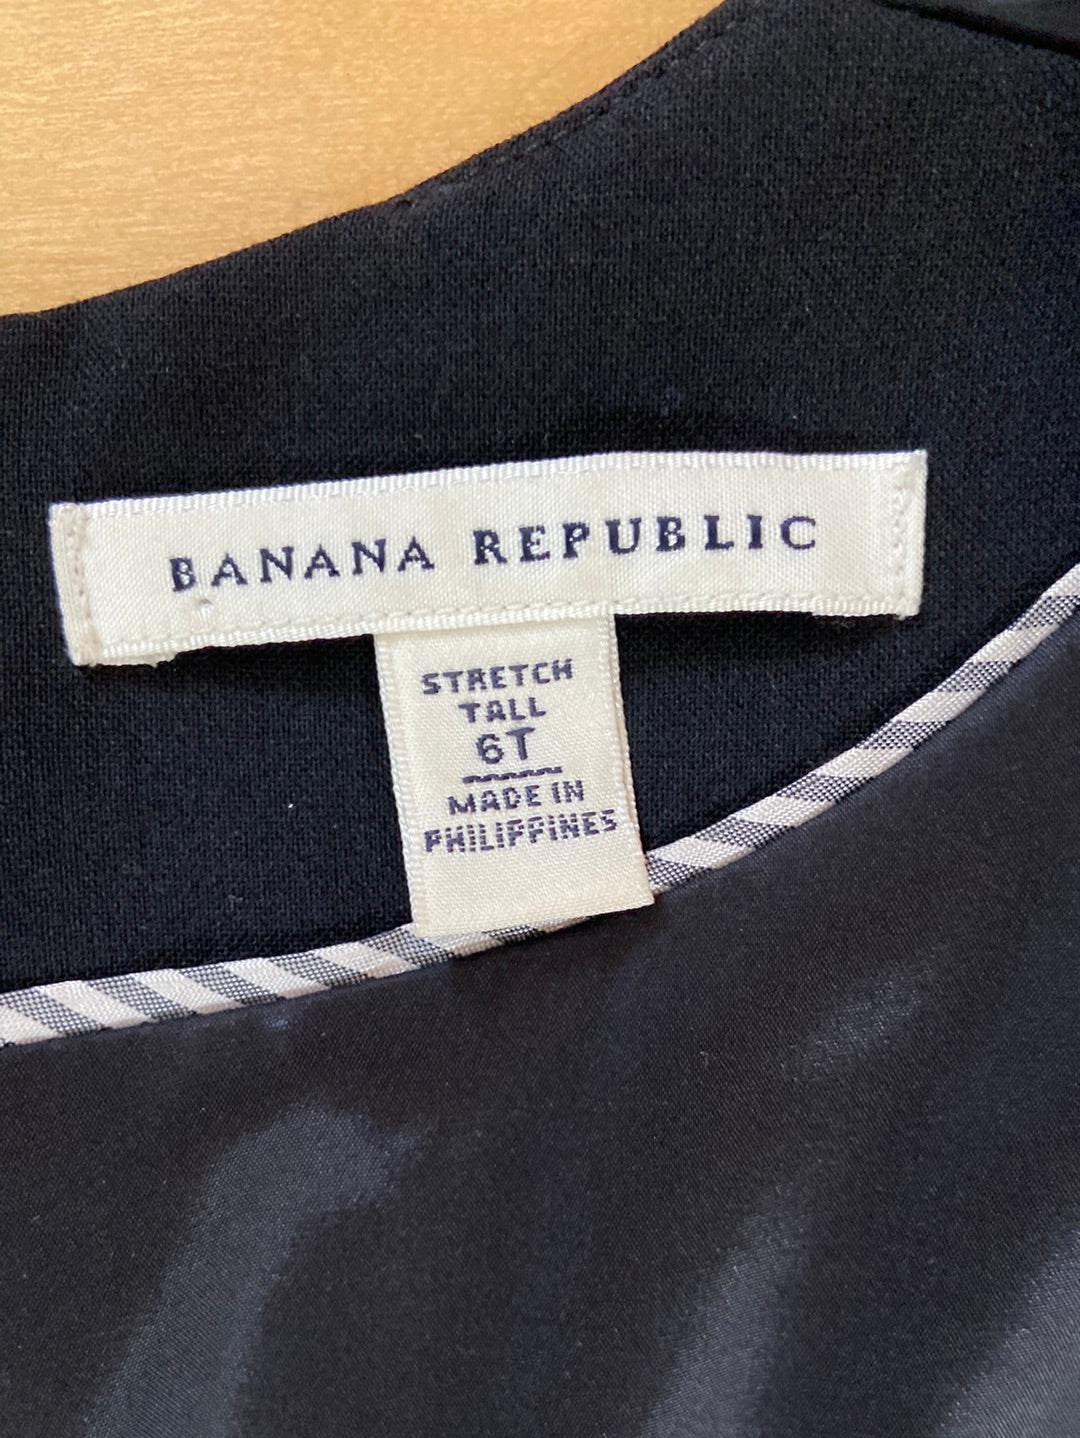 BANANA REPUBLIC
STRETCH
TALL
6T
MADE IN
PHILIPPINES